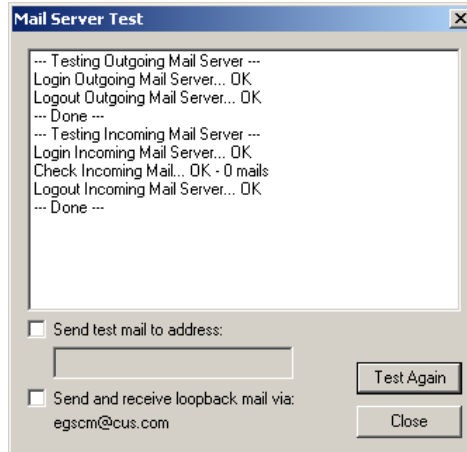 Mail Server Test
--- Testing Outgoing Mail Server ---
Login Outgoing Mail Server... OK
Logout Outgoing Mail Server... OK
--- Done ---
--- Testing Incoming Mail Server ---
Login Incoming Mail Server... OK
Check Incoming Mail... OK - 0 mails
Logout Incoming Mail Server... OK
--- Done ---
Send test mail to address:
Test Again
Send and receive loopback mail via:
egscm@cus.com
Close